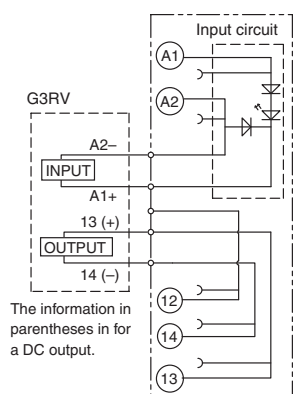 Input circuit
A1
A2
G3RV
A2–
INPUT
A1+
13 (+)
OUTPUT
14 (–)
The information in
parentheses in for
a DC output.
12
14
13